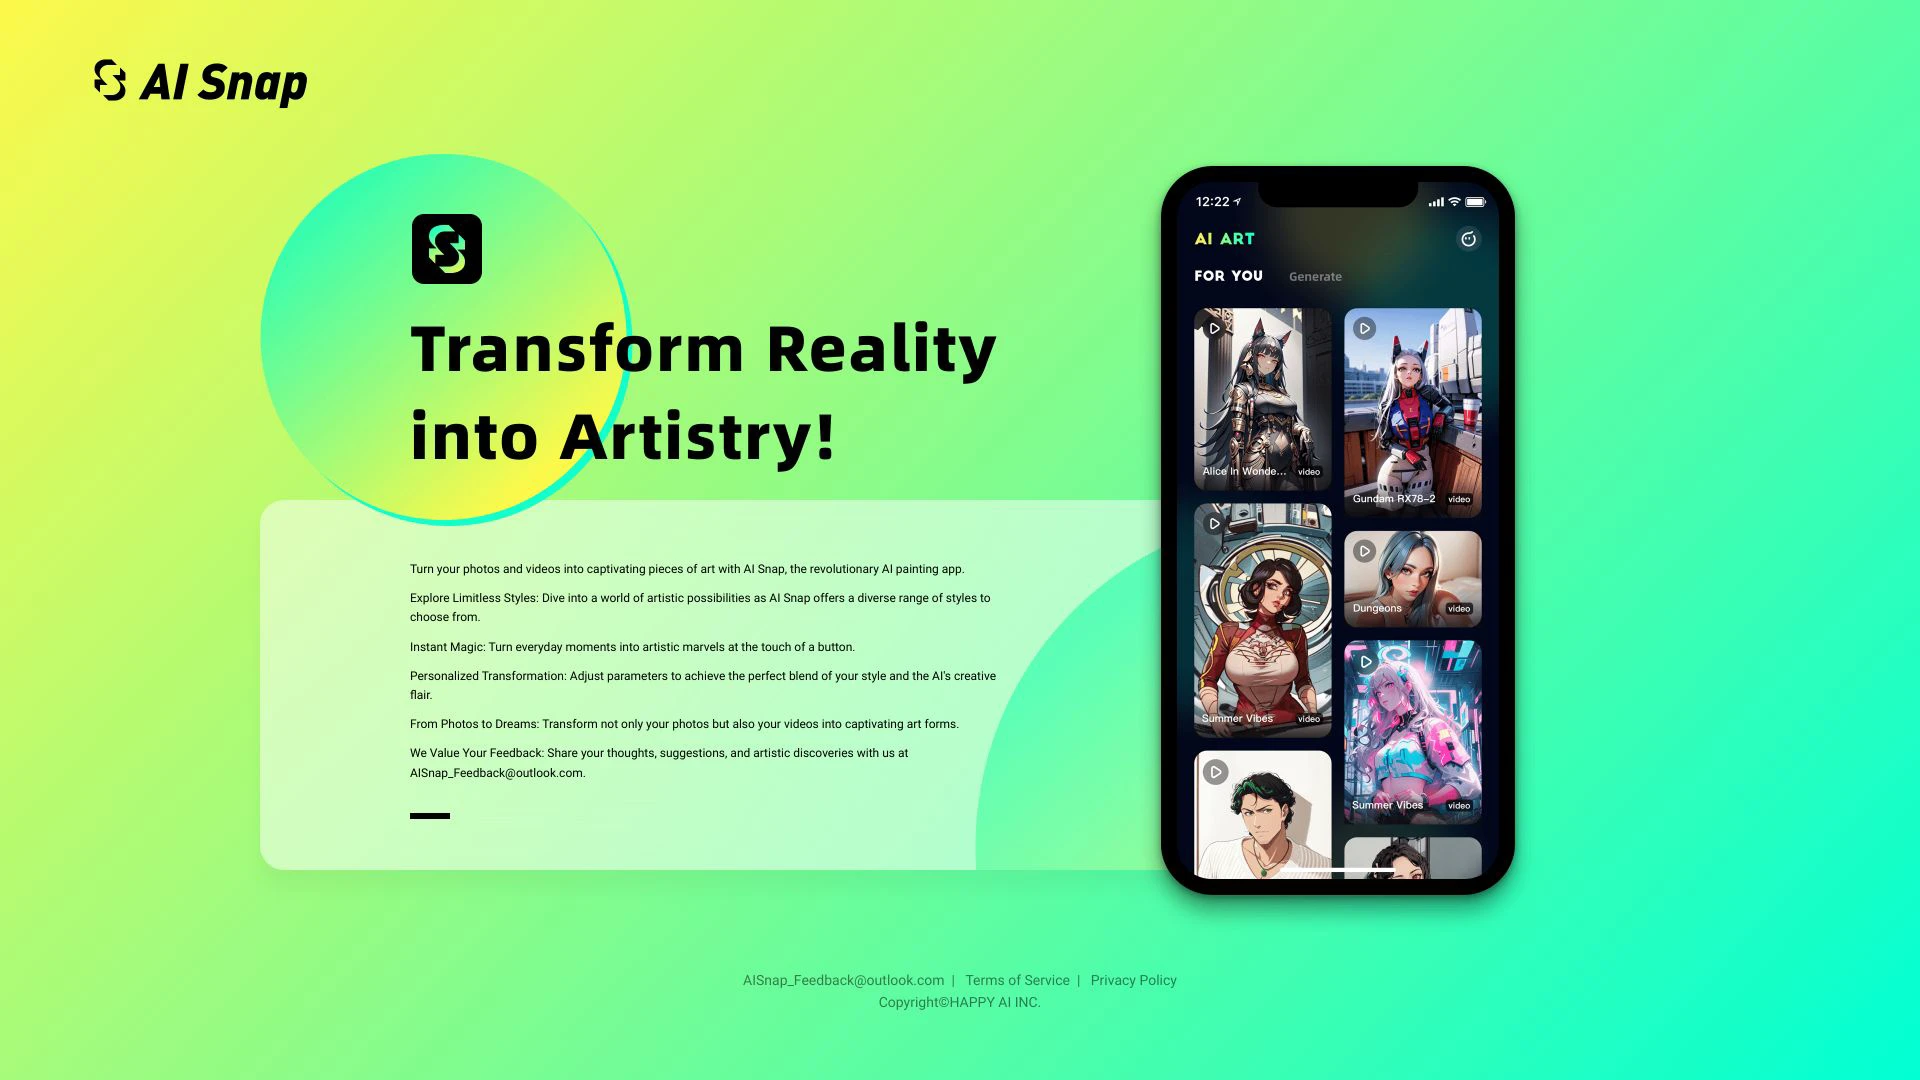 AI Snap
Transform Reality
into Artistry!
Turn your photos and videos into captivating pieces of art with AI Snap, the revolutionary AI painting app.
Explore Limitless Styles: Dive into a world of artistic possibilities as AI Snap offers a diverse range of styles to
choose from.
Instant Magic: Turn everyday moments into artistic marvels at the touch of a button.
Personalized Transformation: Adjust parameters to achieve the perfect blend of your style and the AI's creative
flair.
From Photos to Dreams: Transform not only your photos but also your videos into captivating art forms.
We Value Your Feedback: Share your thoughts, suggestions, and artistic discoveries with us at
AISnap_Feedback@outlook.com.
12:22
AI ART
FOR YOU Generate
Alice In Wonde... video
Gundam RX78-2 video
Dungeons video
Summer Vibes video
Summer Vibes video
AISnap_Feedback@outlook.com | Terms of Service | Privacy Policy
Copyright©HAPPY AI INC.